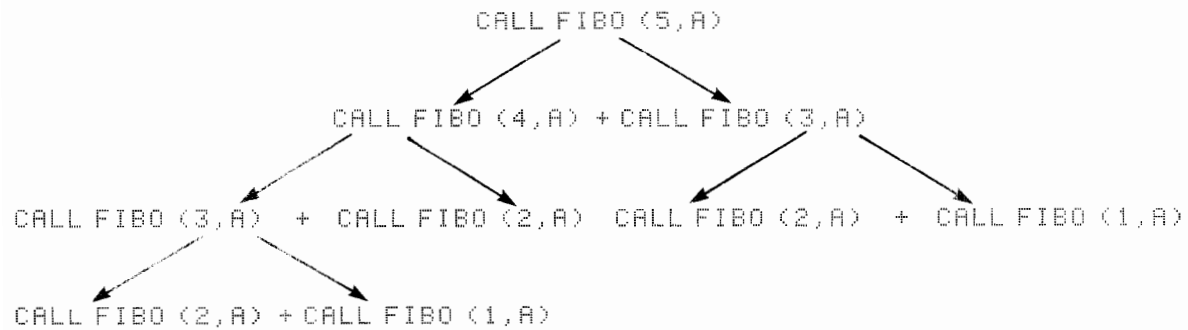 CALL FIBO (5,A)
CALL FIBO (4,A) + CALL FIBO (3,A)
CALL FIBO (3,A) + CALL FIBO (2,A) CALL FIBO (2,A) + CALL FIBO (1,A)
CALL FIBO (2,A) + CALL FIBO (1,A)